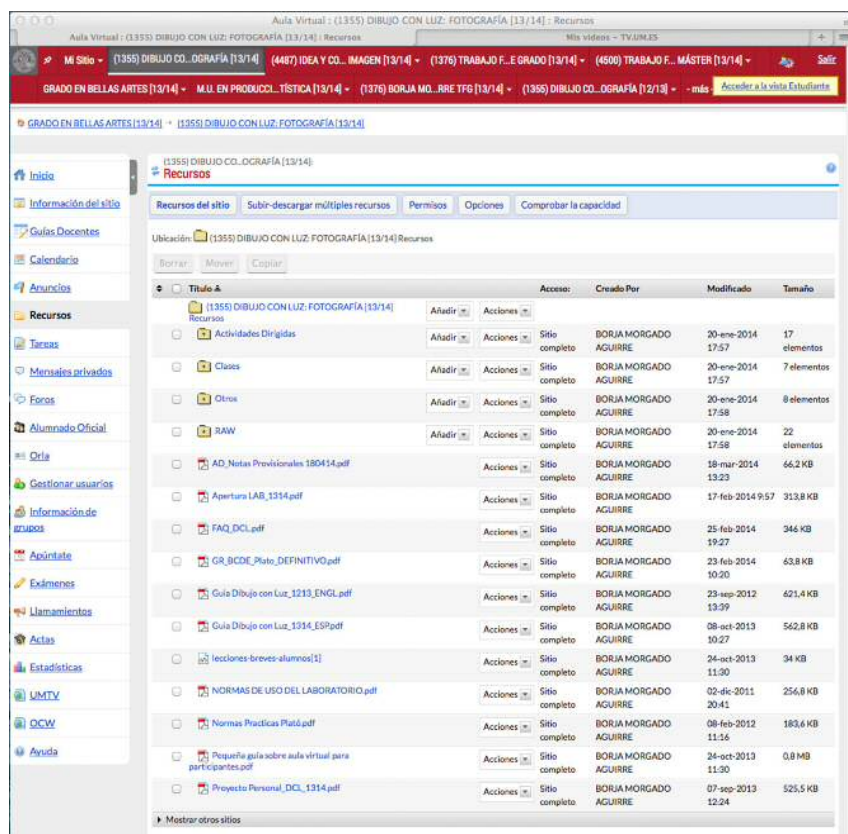 Aula Virtual : (1355) DIBUJO CON LUZ: FOTOGRAFÍA [13/14] : Recursos
Aula Virtual : (1355) DIBUJO CON LUZ: FOTOGRAFÍA [13/14] : Recursos Mis videos – TV.UM.ES
Mi Sitio (1355) DIBUJO CO...OGRAFÍA [13/14] (4487) IDEA Y CO... IMAGEN [13/14] (1376) TRABAJO F...E GRADO [13/14] (4500) TRABAJO F... MÁSTER [13/14] Salir
GRADO EN BELLAS ARTES [13/14] M.U. EN PRODUCCI...TÍSTICA [13/14] (1376) BORJA MO...RRE TFG [13/14] (1355) DIBUJO CO...OGRAFÍA [12/13] - más - Acceder a la vista Estudiante
GRADO EN BELLAS ARTES [13/14] (1355) DIBUJO CON LUZ: FOTOGRAFÍA [13/14]
Inicio
Información del sitio
Guías Docentes
Calendario
Anuncios
Recursos
Tareas
Mensajes privados
Foros
Alumnado Oficial
Orla
Gestionar usuarios
Información de
grupos
Apúntate
Exámenes
Llamamientos
Actas
Estadísticas
UMTV
OCW
Ayuda
(1355) DIBUJO CO...OGRAFÍA [13/14]:
Recursos
Recursos del sitio Subir-descargar múltiples recursos Permisos Opciones Comprobar la capacidad
Ubicación: (1355) DIBUJO CON LUZ: FOTOGRAFÍA [13/14] Recursos
Borrar Mover Copiar
Título Acceso: Creado Por Modificado Tamaño
(1355) DIBUJO CON LUZ: FOTOGRAFÍA [13/14] Añadir Acciones
Recursos
Actividades Dirigidas Añadir Acciones Sitio BORJA MORGADO 20-ene-2014 17
completo AGUIRRE 17:57 elementos
Clases Añadir Acciones Sitio BORJA MORGADO 20-ene-2014 7 elementos
completo AGUIRRE 17:57
Otros Añadir Acciones Sitio BORJA MORGADO 20-ene-2014 8 elementos
completo AGUIRRE 17:58
RAW Añadir Acciones Sitio BORJA MORGADO 20-ene-2014 22
completo AGUIRRE 17:58 elementos
AD_Notas Provisionales 180414.pdf Acciones Sitio BORJA MORGADO 18-mar-2014 66,2 KB
completo AGUIRRE 13:23
Apertura LAB_1314.pdf Acciones Sitio BORJA MORGADO 17-feb-2014 9:57 313,8 KB
completo AGUIRRE
FAQ_DCL.pdf Acciones Sitio BORJA MORGADO 25-feb-2014 346 KB
completo AGUIRRE 19:27
GR_BCDE_Plato_DEFINITIVO.pdf Acciones Sitio BORJA MORGADO 23-feb-2014 63,8 KB
completo AGUIRRE 10:20
Guia Dibujo con Luz_1213_ENGL.pdf Acciones Sitio BORJA MORGADO 23-sep-2012 621,4 KB
completo AGUIRRE 13:39
Guia Dibujo con Luz_1314_ESP.pdf Acciones Sitio BORJA MORGADO 08-oct-2013 562,8 KB
completo AGUIRRE 10:27
lecciones-breves-alumnos[1] Acciones Sitio BORJA MORGADO 24-oct-2013 34 KB
completo AGUIRRE 11:30
NORMAS DE USO DEL LABORATORIO.pdf Acciones Sitio BORJA MORGADO 02-dic-2011 256,8 KB
completo AGUIRRE 20:41
Normas Practicas Plató.pdf Acciones Sitio BORJA MORGADO 08-feb-2012 183,6 KB
completo AGUIRRE 11:16
Pequeña guía sobre aula virtual para Acciones Sitio BORJA MORGADO 24-oct-2013 0,8 MB
participantes.pdf completo AGUIRRE 11:30
Proyecto Personal_DCL_1314.pdf Acciones Sitio BORJA MORGADO 07-sep-2013 525,5 KB
completo AGUIRRE 12:24
Mostrar otros sitios